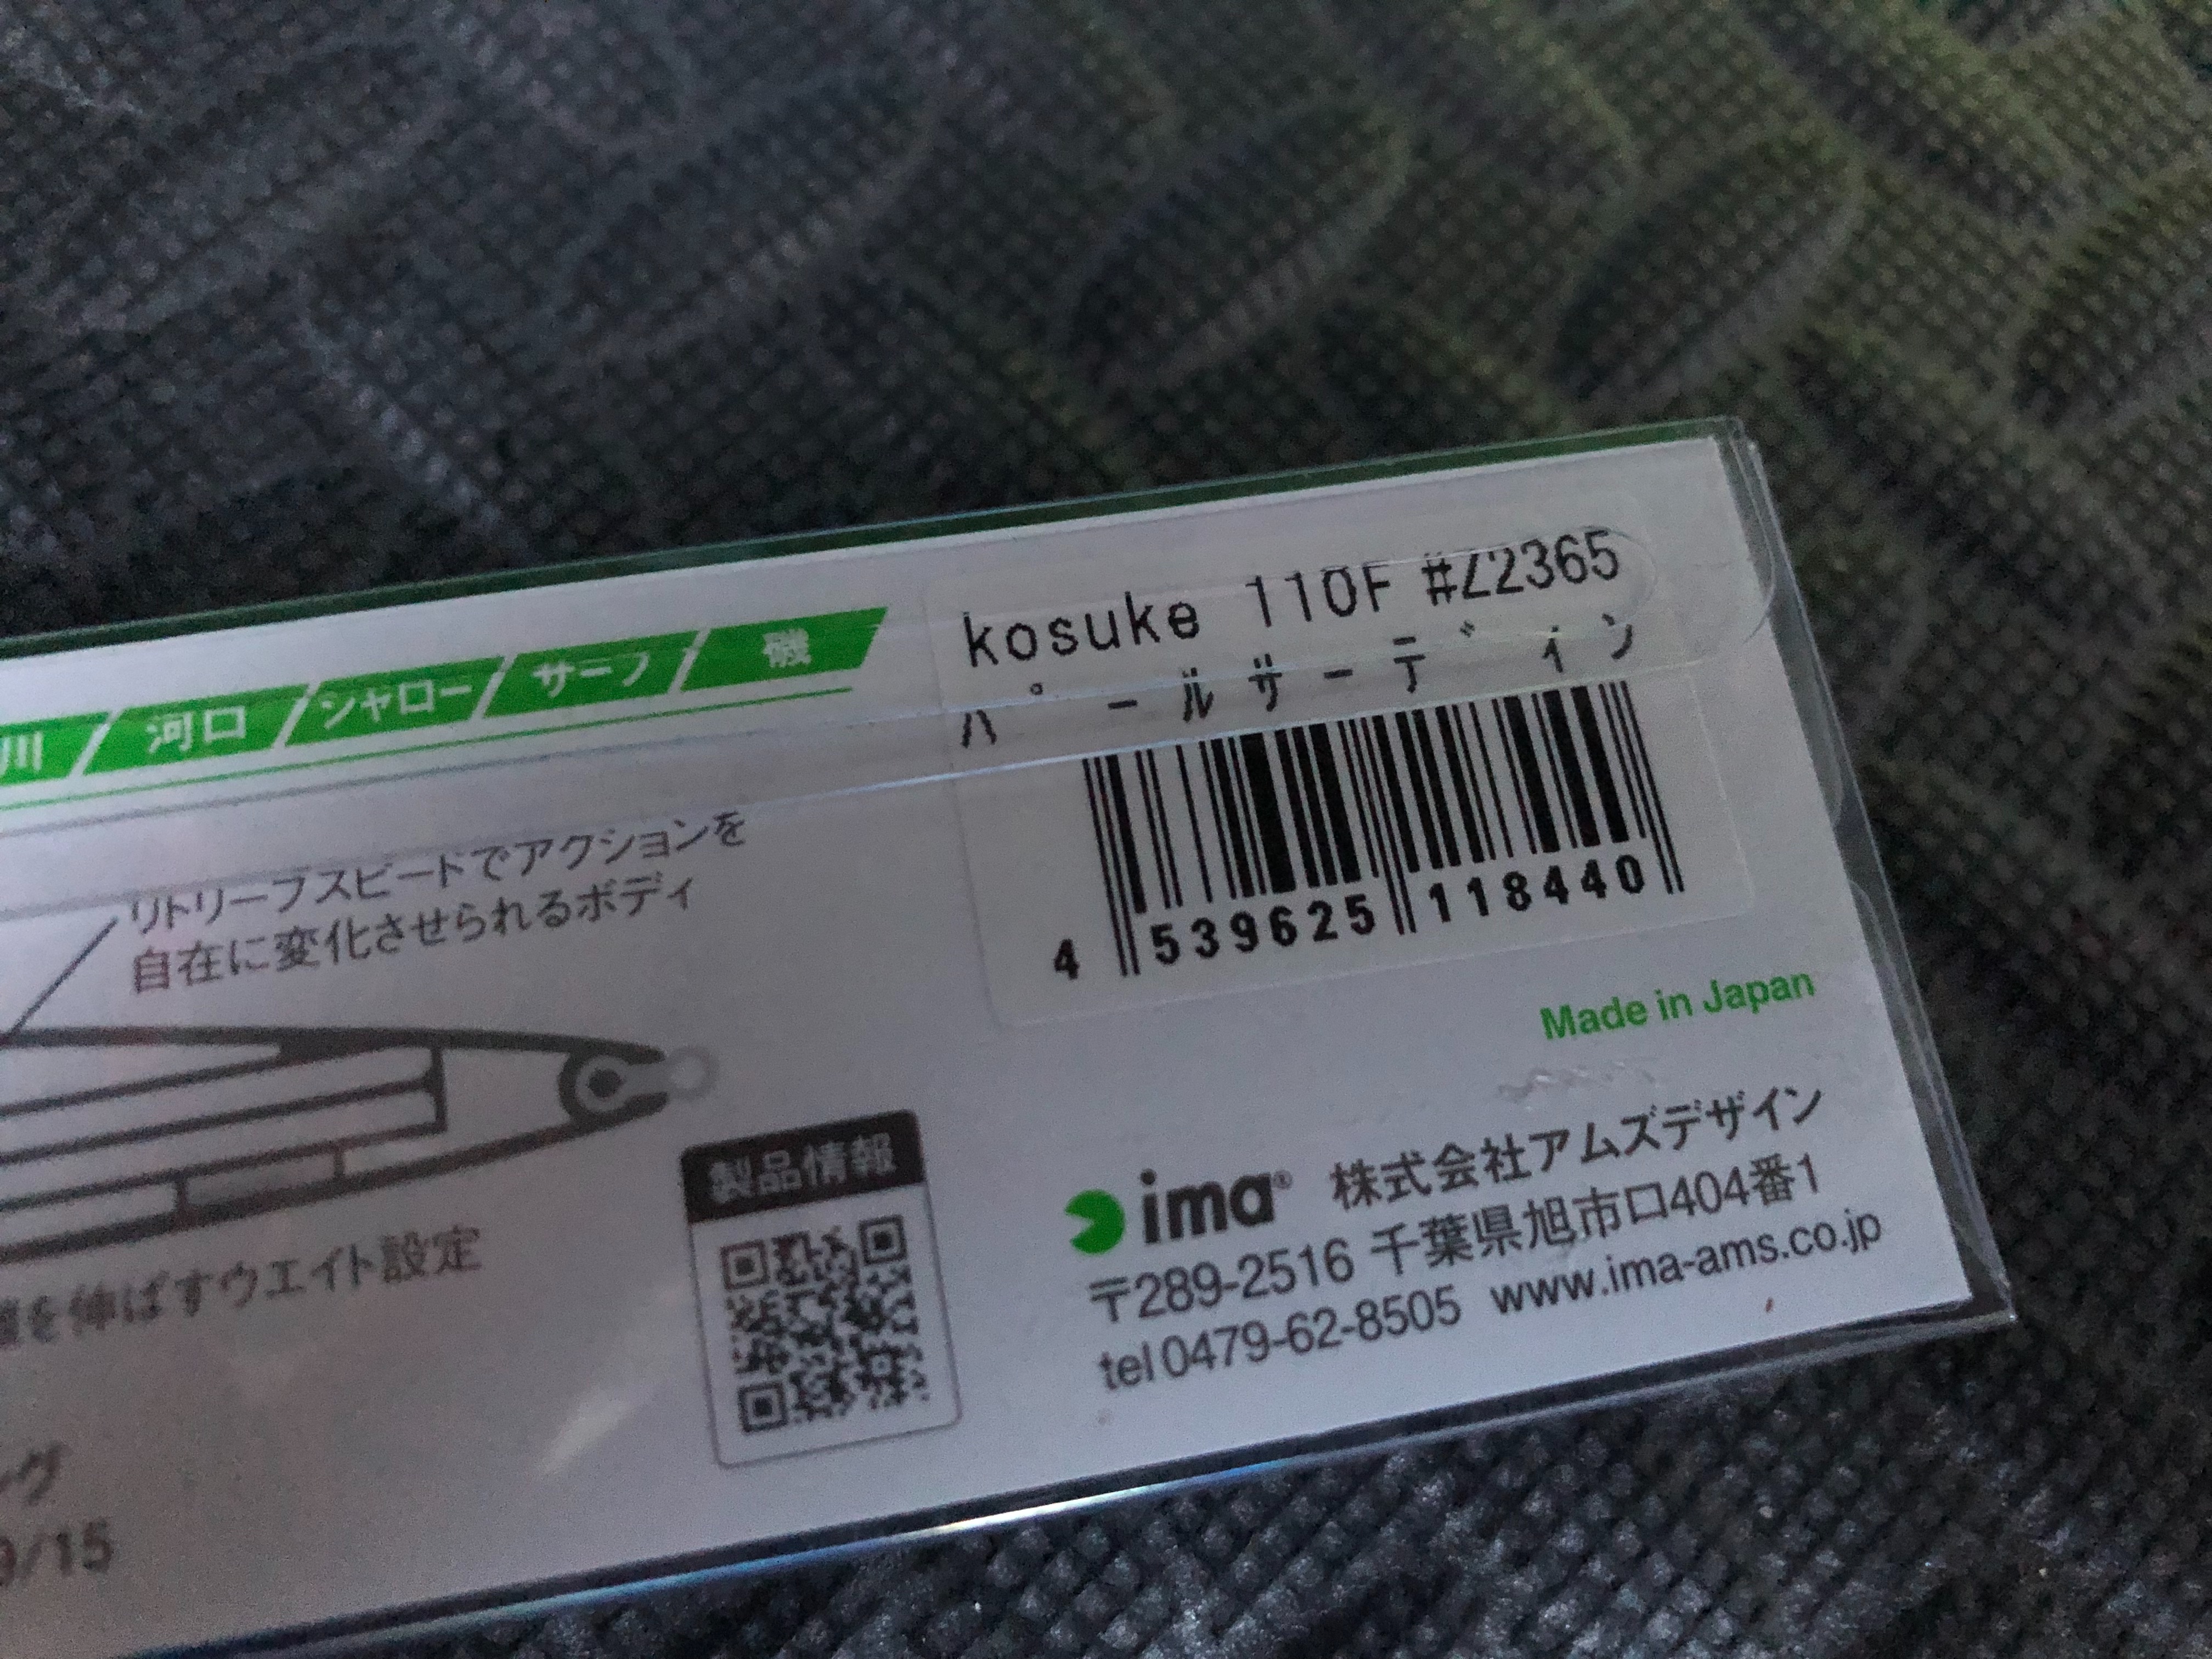 kosuke 110F #Z2365
パールサーディン
川 河口 シャロー サーフ 磯
リトリーブスピードでアクションを
自在に変化させられるボディ
4 539625 118440
Made in Japan
を伸ばすウエイト設定
製品情報
ima® 株式会社アムズデザイン
〒289-2516 千葉県旭市ロ404番1
tel 0479-62-8505 www.ima-ams.co.jp
/15